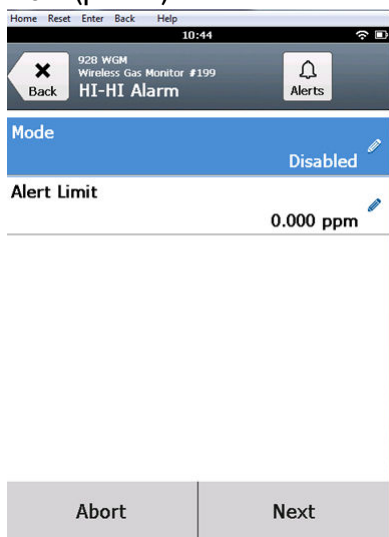 Home Reset Enter Back Help
10:44
928 WGM
Wireless Gas Monitor #199
Back HI-HI Alarm Alerts
Mode
Disabled
Alert Limit
0.000 ppm
Abort Next